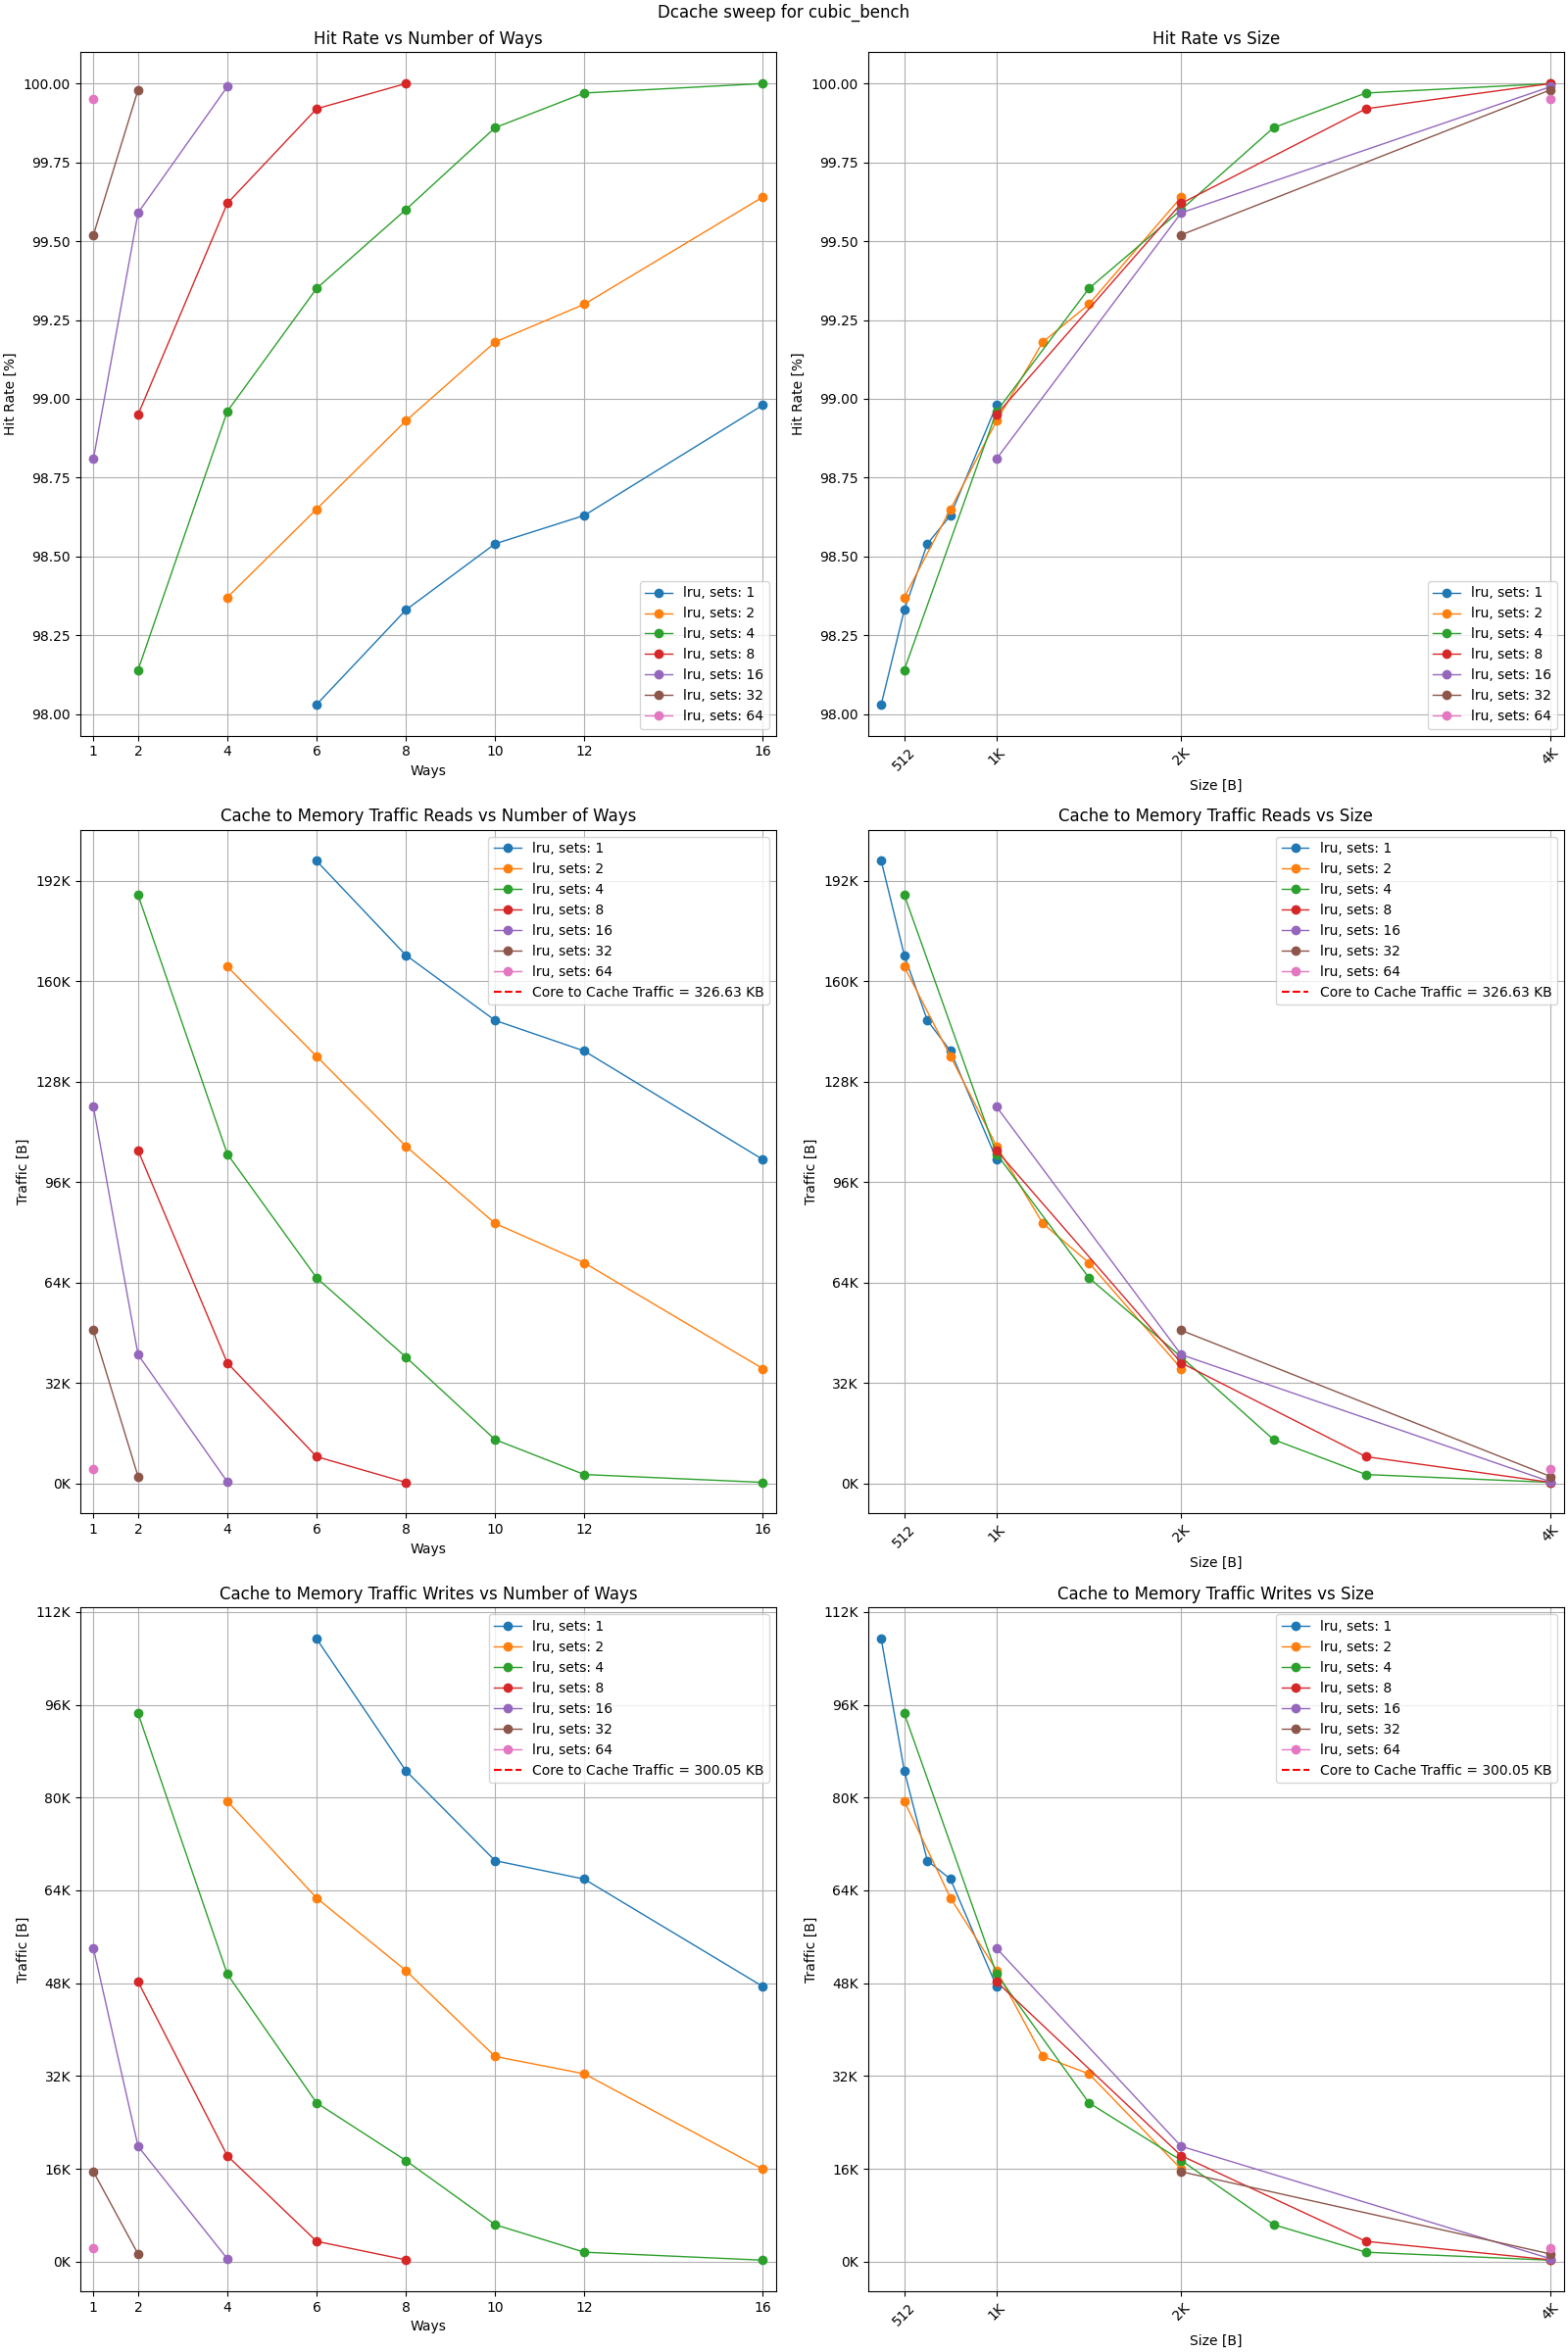 Dcache sweep for cubic_bench
Hit Rate vs Number of Ways
Hit Rate [%]
100.00
99.75
99.50
99.25
99.00
98.75
98.50
98.25
98.00
1 2 4 6 8 10 12 16
Ways
lru, sets: 1
lru, sets: 2
lru, sets: 4
lru, sets: 8
lru, sets: 16
lru, sets: 32
lru, sets: 64
Hit Rate vs Size
Hit Rate [%]
100.00
99.75
99.50
99.25
99.00
98.75
98.50
98.25
98.00
512 1K 2K 4K
Size [B]
lru, sets: 1
lru, sets: 2
lru, sets: 4
lru, sets: 8
lru, sets: 16
lru, sets: 32
lru, sets: 64
Cache to Memory Traffic Reads vs Number of Ways
Traffic [B]
192K
160K
128K
96K
64K
32K
0K
1 2 4 6 8 10 12 16
Ways
lru, sets: 1
lru, sets: 2
lru, sets: 4
lru, sets: 8
lru, sets: 16
lru, sets: 32
lru, sets: 64
Core to Cache Traffic = 326.63 KB
Cache to Memory Traffic Reads vs Size
Traffic [B]
192K
160K
128K
96K
64K
32K
0K
512 1K 2K 4K
Size [B]
lru, sets: 1
lru, sets: 2
lru, sets: 4
lru, sets: 8
lru, sets: 16
lru, sets: 32
lru, sets: 64
Core to Cache Traffic = 326.63 KB
Cache to Memory Traffic Writes vs Number of Ways
Traffic [B]
112K
96K
80K
64K
48K
32K
16K
0K
1 2 4 6 8 10 12 16
Ways
lru, sets: 1
lru, sets: 2
lru, sets: 4
lru, sets: 8
lru, sets: 16
lru, sets: 32
lru, sets: 64
Core to Cache Traffic = 300.05 KB
Cache to Memory Traffic Writes vs Size
Traffic [B]
112K
96K
80K
64K
48K
32K
16K
0K
512 1K 2K 4K
Size [B]
lru, sets: 1
lru, sets: 2
lru, sets: 4
lru, sets: 8
lru, sets: 16
lru, sets: 32
lru, sets: 64
Core to Cache Traffic = 300.05 KB